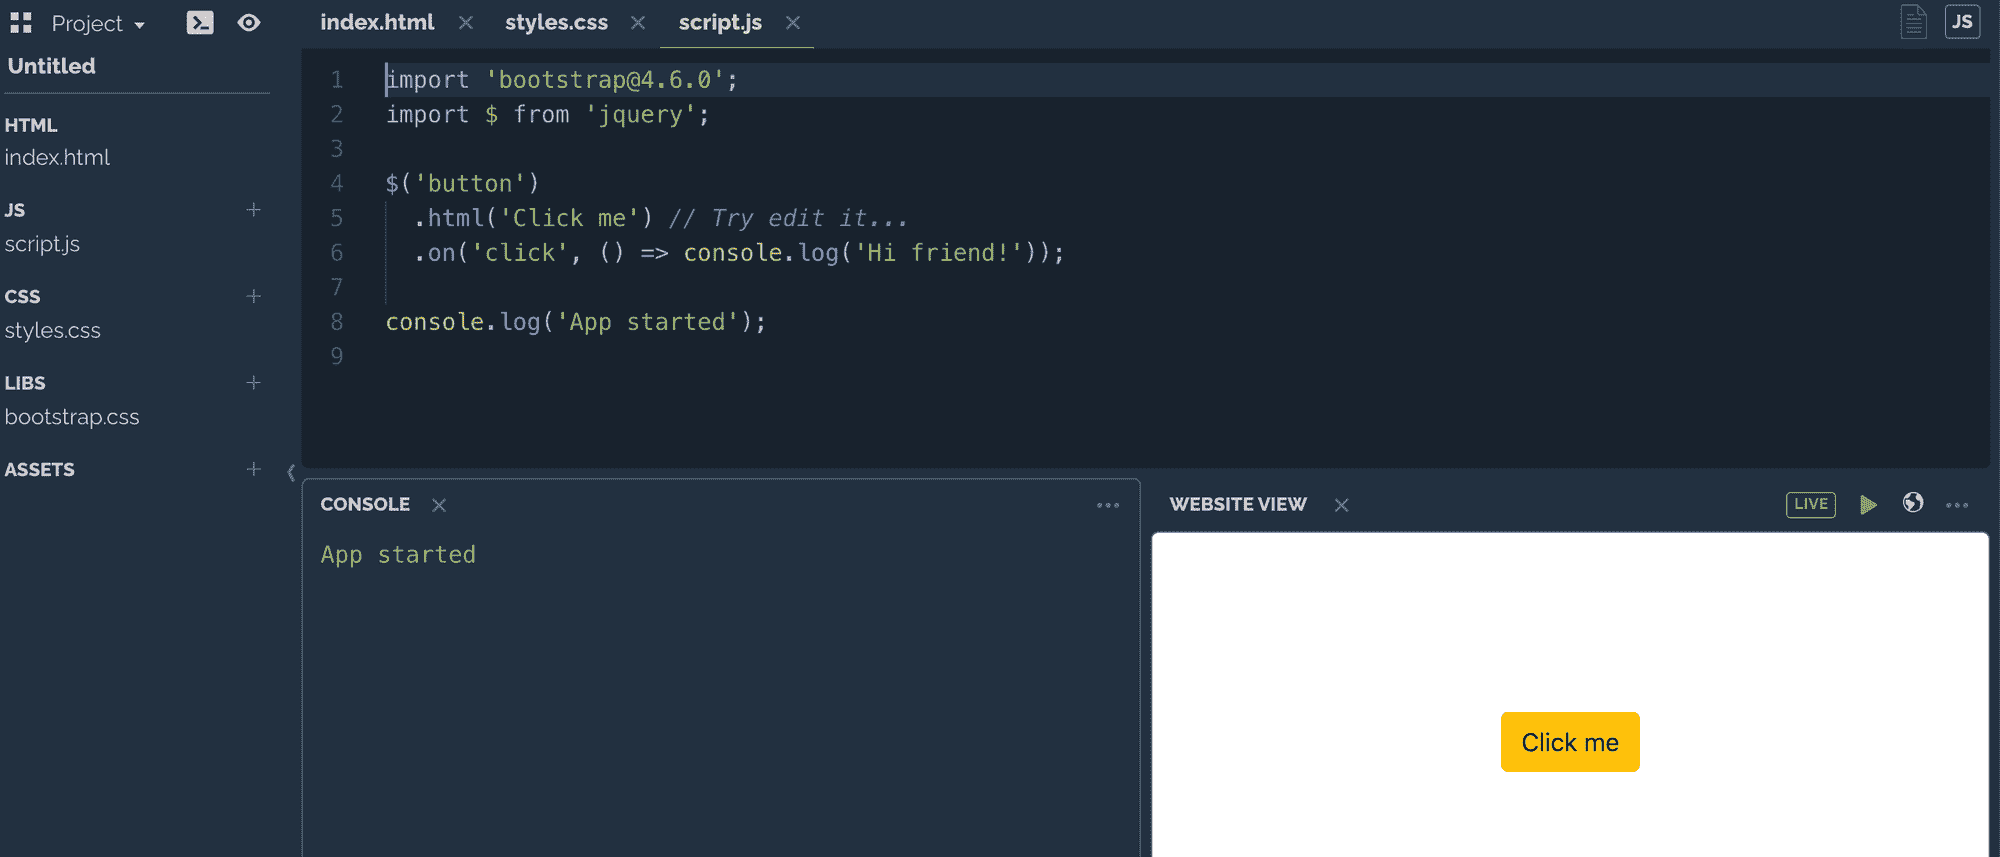 Project
index.html
styles.css
script.js
JS
Untitled
HTML
index.html
JS
script.js
CSS
styles.css
LIBS
bootstrap.css
ASSETS
1 import 'bootstrap@4.6.0';
2 import $ from 'jquery';
3
4 $('button')
5 .html('Click me') // Try edit it...
6 .on('click', () => console.log('Hi friend!'));
7
8 console.log('App started');
9
CONSOLE
App started
WEBSITE VIEW
LIVE
Click me